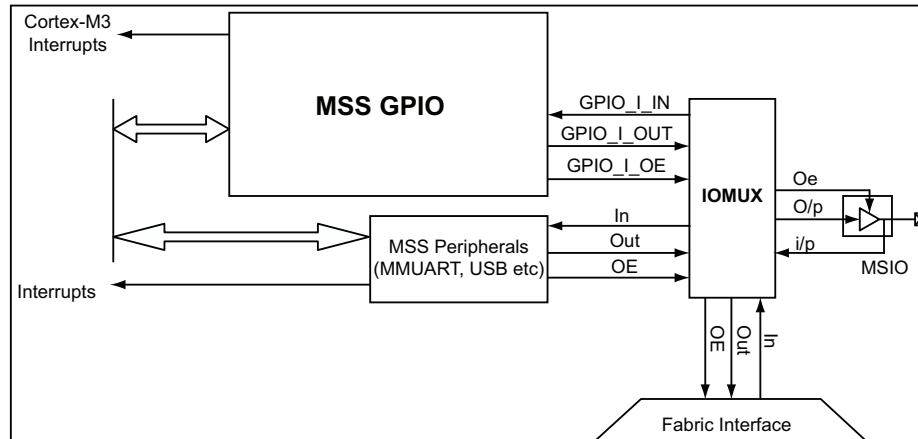 Cortex-M3
Interrupts
MSS GPIO
GPIO_I_IN
GPIO_I_OUT
GPIO_I_OE
IOMUX
Oe
O/p
i/p
MSIO
In
Out
OE
MSS Peripherals
(MMUART, USB etc)
Interrupts
OE
Out
In
Fabric Interface